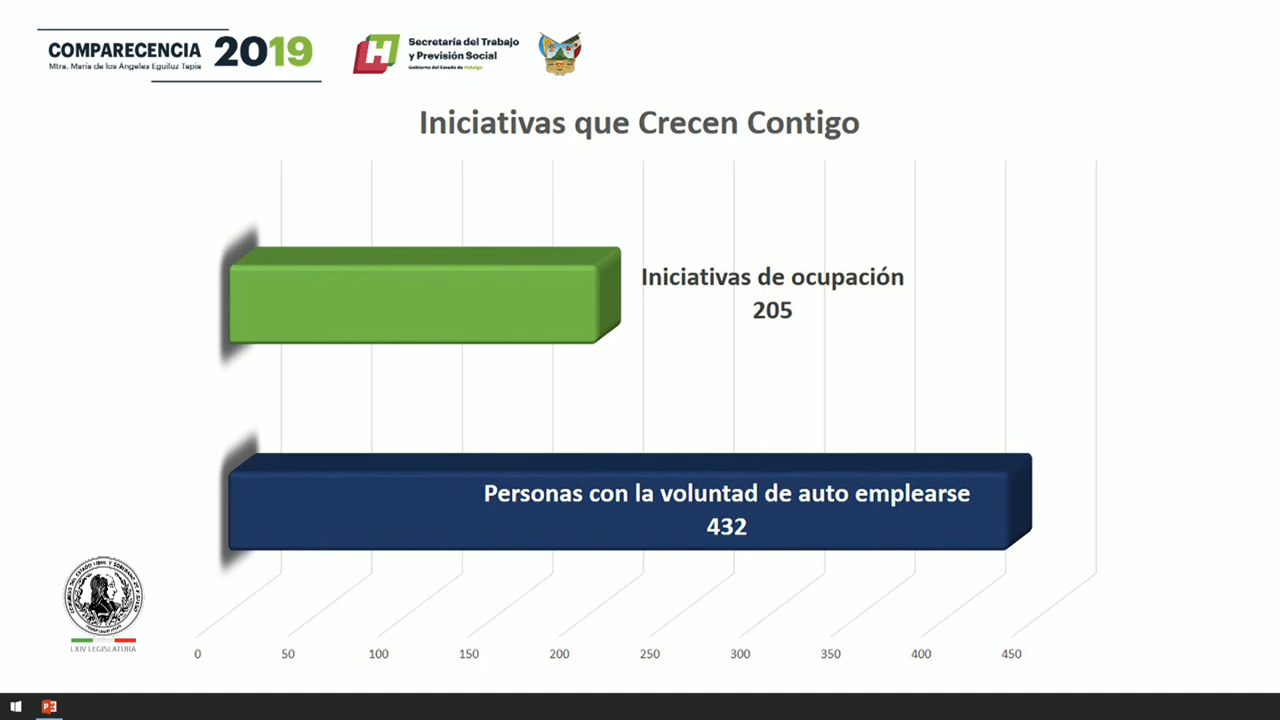 COMPARECENCIA 2019
Mtra. María de los Ángeles Eguiluz Tapia
Secretaría del Trabajo
y Previsión Social
Gobierno del Estado de Hidalgo
Iniciativas que Crecen Contigo
Iniciativas de ocupación
205
Personas con la voluntad de auto emplearse
432
LXIV LEGISLATURA
0 50 100 150 200 250 300 350 400 450